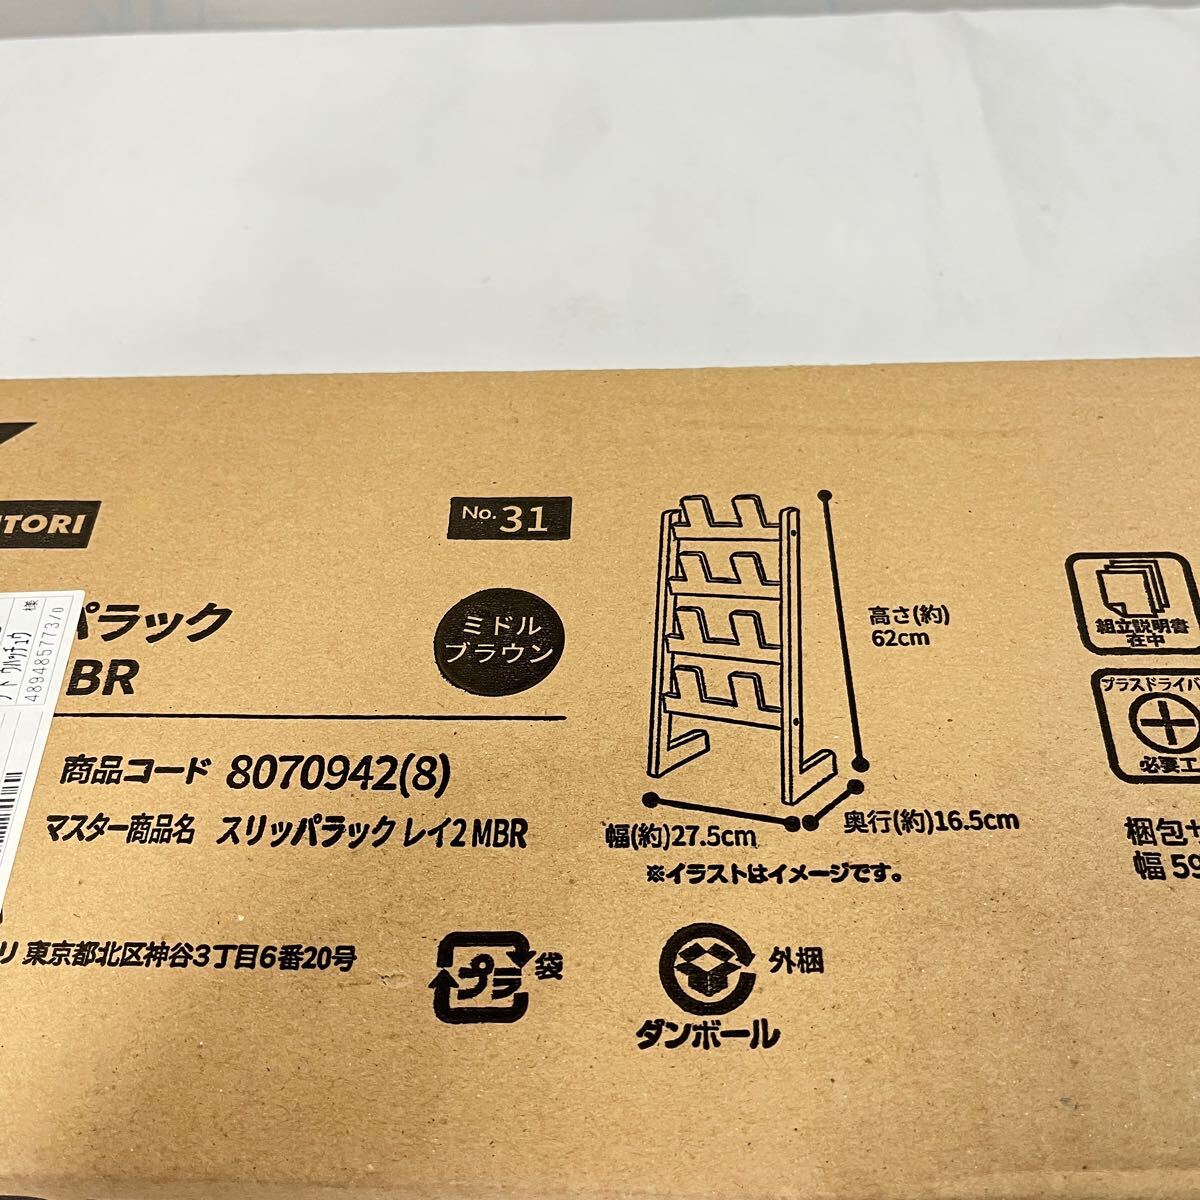 ITORI
No. 31
パラック
BR
ミドル
ブラウン
様
48948577 3/0
商品コード 8070942(8)
マスター商品名 スリッパラック レイ2 MBR
リ 東京都北区神谷3丁目6番20号
プラ 袋
外梱
ダンボール
高さ(約)
62cm
幅(約)27.5cm
奥行(約)16.5cm
※イラストはイメージです。
組立説明書
在中
プラスドライバ
必要工
梱包サ
幅 59